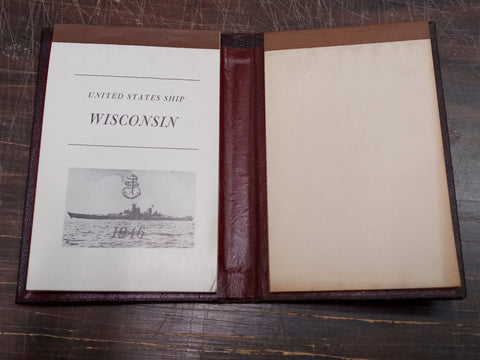 UNITED STATES SHIP
WISCONSIN
1946